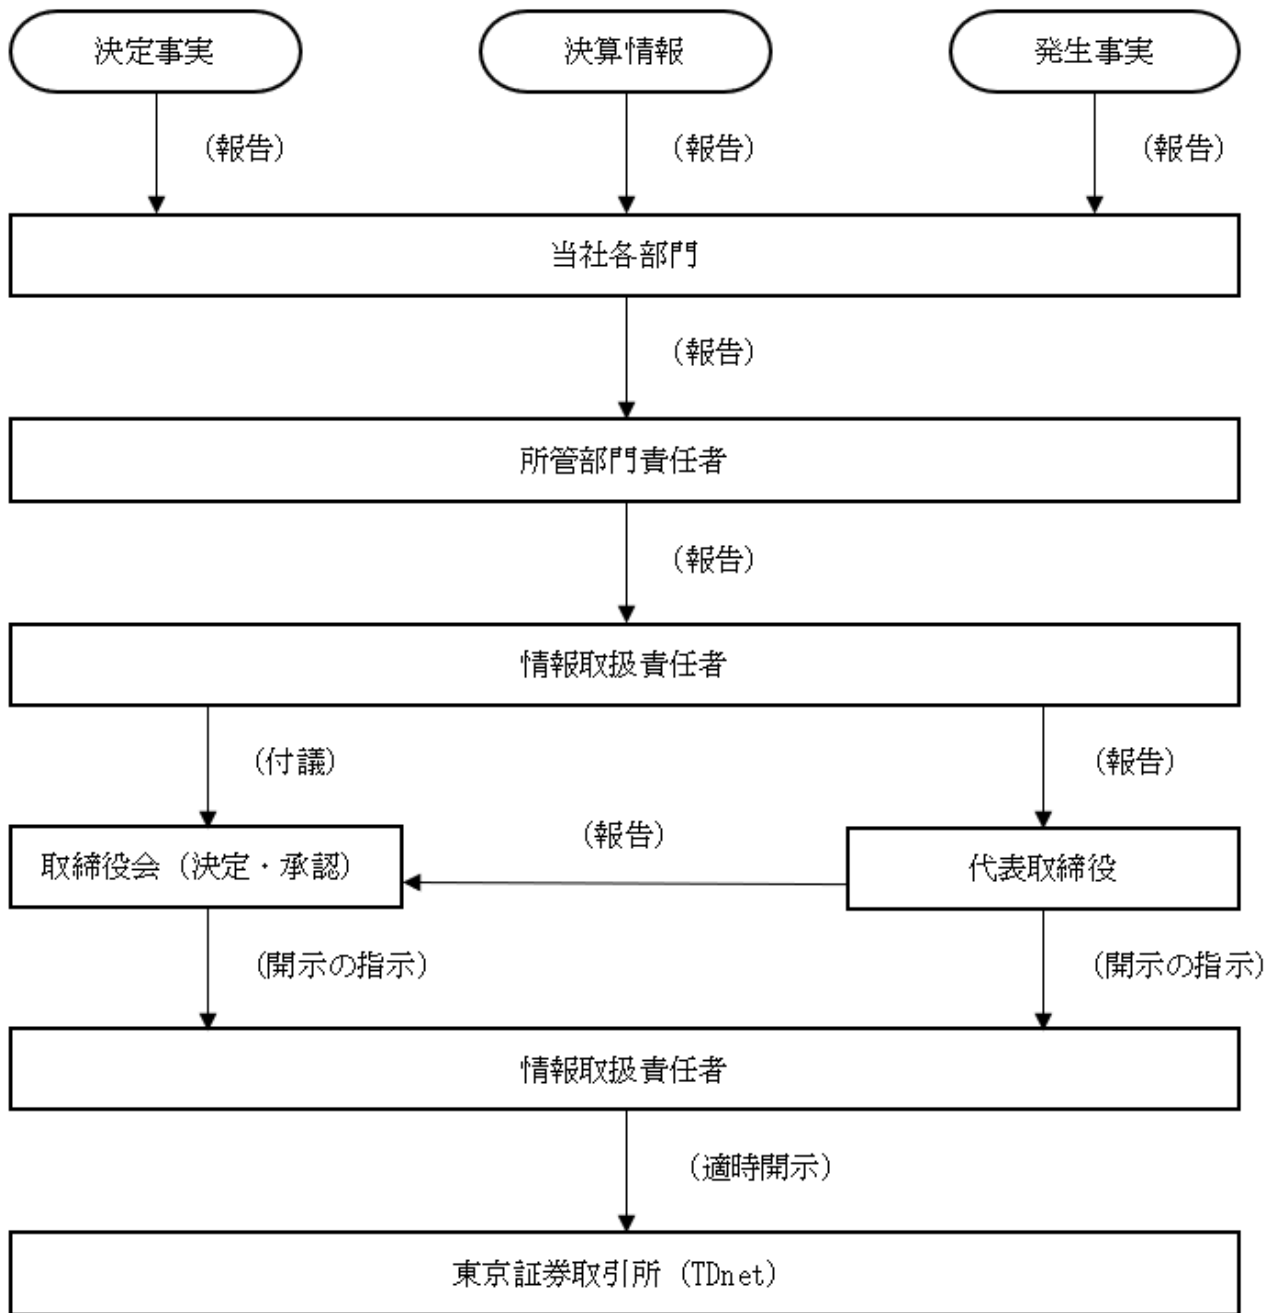 決定事実
決算情報
発生事実
(報告)
(報告)
(報告)
当社各部門
(報告)
所管部門責任者
(報告)
情報取扱責任者
(付議)
(報告)
(報告)
取締役会(決定・承認)
代表取締役
(開示の指示)
(開示の指示)
情報取扱責任者
(適時開示)
東京証券取引所(TDnet)